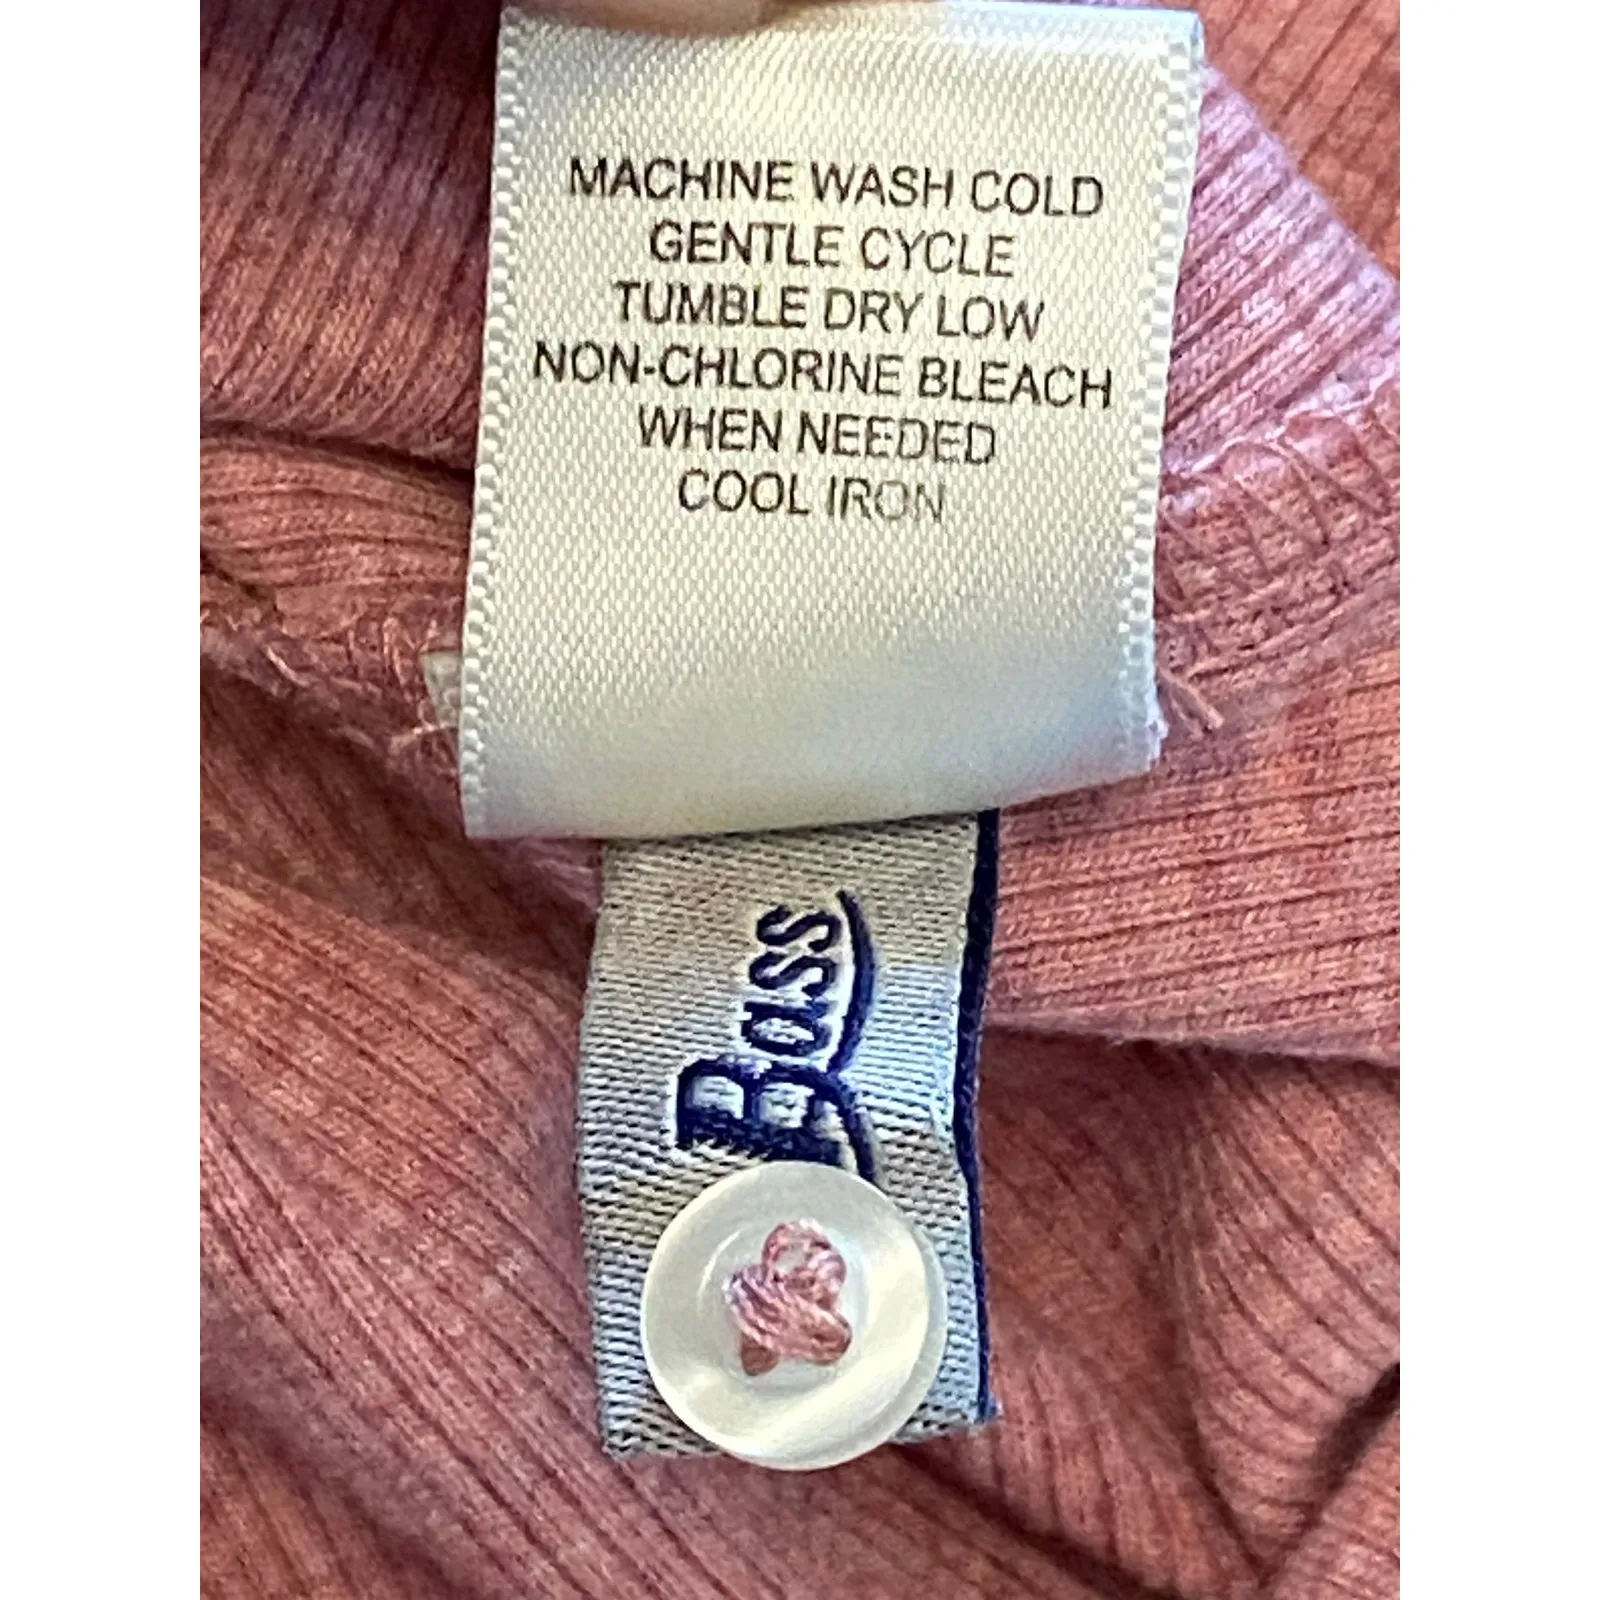 MACHINE WASH COLD
GENTLE CYCLE
TUMBLE DRY LOW
NON-CHLORINE BLEACH
WHEN NEEDED
COOL IRON
Bass